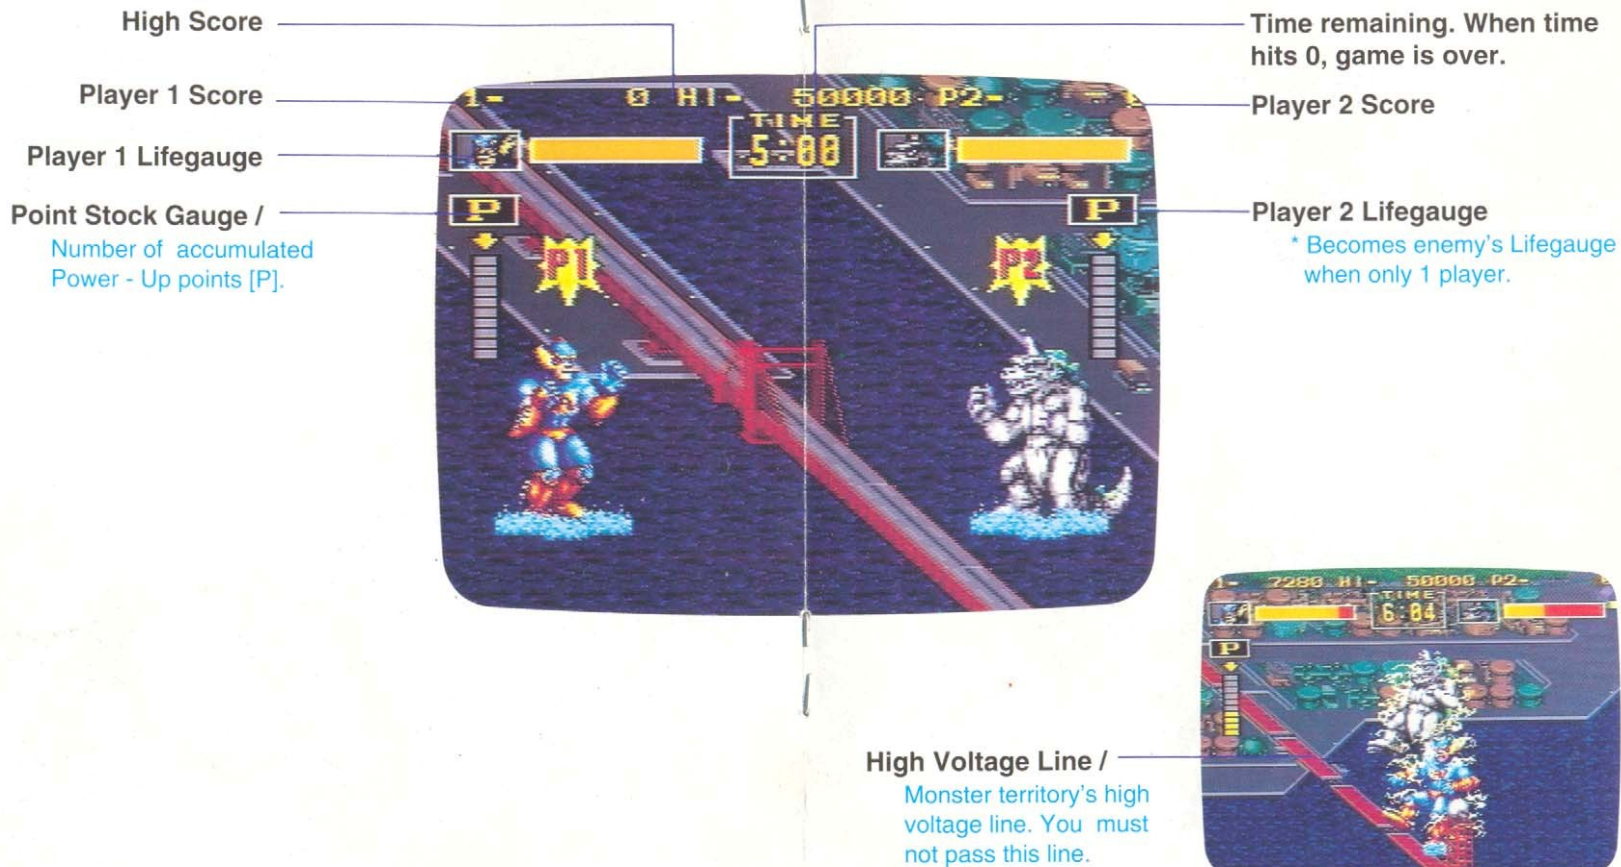 High Score
Time remaining. When time
hits 0, game is over.
Player 1 Score
Player 2 Score
Player 1 Lifegauge
Point Stock Gauge /
Number of accumulated
Power - Up points [P].
Player 2 Lifegauge
* Becomes enemy's Lifegauge
when only 1 player.
1- 0 HI- 50000 P2-
TIME
5:00
P P
P1 P2
1- 7280 HI- 50000 P2-
TIME
6:04
P
High Voltage Line /
Monster territory's high
voltage line. You must
not pass this line.